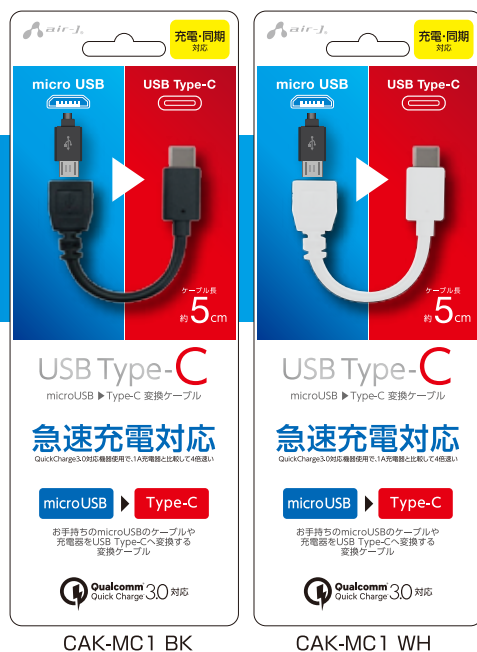 air-J®
充電・同期
対応
micro USB
USB Type-C
ケーブル長
約5cm
USB Type-C
microUSB ▶ Type-C 変換ケーブル
急速充電対応
QuickCharge3.0対応機器使用で、1A充電器と比較して4倍速い
microUSB ▶ Type-C
お手持ちのmicroUSBのケーブルや
充電器をUSB Type-Cへ変換する
変換ケーブル
Qualcomm®
Quick Charge™ 3.0 対応
CAK-MC1 BK
air-J®
充電・同期
対応
micro USB
USB Type-C
ケーブル長
約5cm
USB Type-C
microUSB ▶ Type-C 変換ケーブル
急速充電対応
QuickCharge3.0対応機器使用で、1A充電器と比較して4倍速い
microUSB ▶ Type-C
お手持ちのmicroUSBのケーブルや
充電器をUSB Type-Cへ変換する
変換ケーブル
Qualcomm®
Quick Charge™ 3.0 対応
CAK-MC1 WH